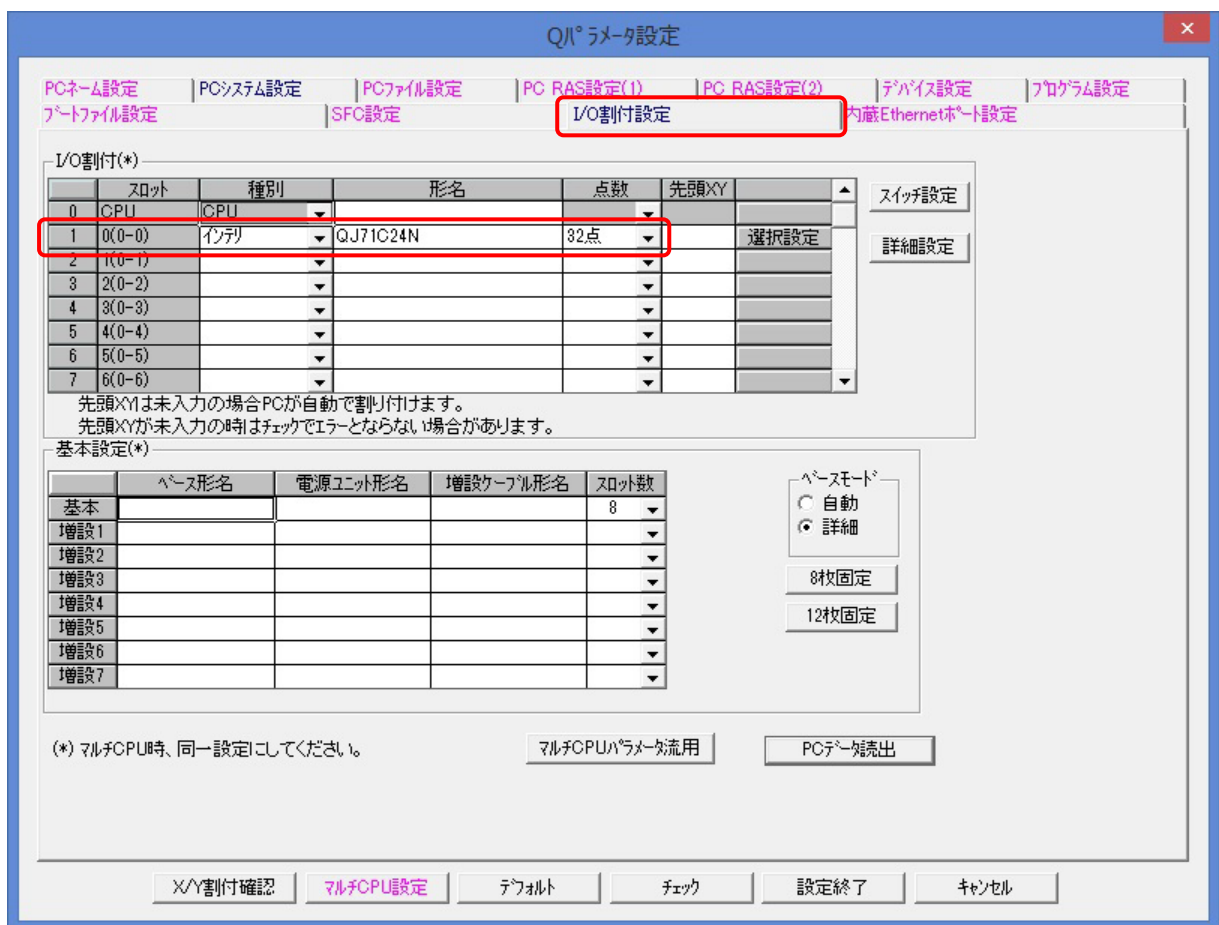 Qﾊﾟﾗﾒｰﾀ設定
PCﾈｰﾑ設定 PCｼｽﾃﾑ設定 PCﾌｧｲﾙ設定 PC RAS設定(1) PC RAS設定(2) ﾃﾞﾊﾞｲｽ設定 ﾌﾟﾛｸﾞﾗﾑ設定
ﾌﾞｰﾄﾌｧｲﾙ設定 SFC設定 I/O割付設定 内蔵Ethernetﾎﾟｰﾄ設定
I/O割付(*)
ｽﾛｯﾄ 種別 形名 点数 先頭XY
0 CPU CPU
1 0(0-0) ｲﾝﾃﾘ QJ71C24N 32点 選択設定
2 1(0-1)
3 2(0-2)
4 3(0-3)
5 4(0-4)
6 5(0-5)
7 6(0-6)
ｽｲｯﾁ設定
詳細設定
先頭XYは未入力の場合PCが自動で割り付けます。
先頭XYが未入力の時はﾁｪｯｸでｴﾗｰとならない場合があります。
基本設定(*)
ﾍﾞｰｽ形名 電源ﾕﾆｯﾄ形名 増設ｹｰﾌﾞﾙ形名 ｽﾛｯﾄ数
基本 8
増設1
増設2
増設3
増設4
増設5
増設6
増設7
ﾍﾞｰｽﾓｰﾄﾞ
自動
詳細
8枚固定
12枚固定
(*) ﾏﾙﾁCPU時、同一設定にしてください。 ﾏﾙﾁCPUﾊﾟﾗﾒｰﾀ流用 PCﾃﾞｰﾀ読出
X/Y割付確認 ﾏﾙﾁCPU設定 ﾃﾞﾌｫﾙﾄ ﾁｪｯｸ 設定終了 ｷｬﾝｾﾙ